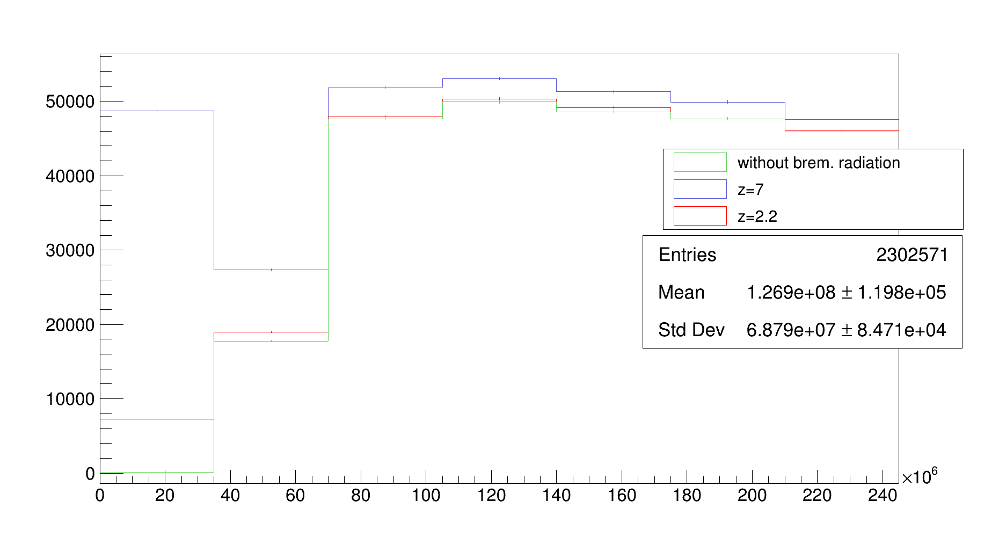 50000
40000
30000
20000
10000
0
0 20 40 60 80 100 120 140 160 180 200 220 240
×10⁶
without brem. radiation
z=7
z=2.2
Entries 2302571
Mean 1.269e+08 ± 1.198e+05
Std Dev 6.879e+07 ± 8.471e+04